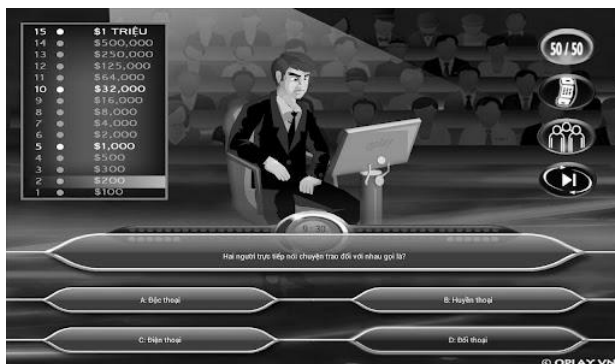 15 $1 TRIỆU
14 $500,000
13 $250,000
12 $125,000
11 $64,000
10 $32,000
9 $16,000
8 $8,000
7 $4,000
6 $2,000
5 $1,000
4 $500
3 $300
2 $200
1 $100
50 / 50
Hai người trực tiếp nói chuyện trao đổi với nhau gọi là?
A: Độc thoại
B: Huyền thoại
C: Điện thoại
D: Đối thoại
© QPLAY.VN